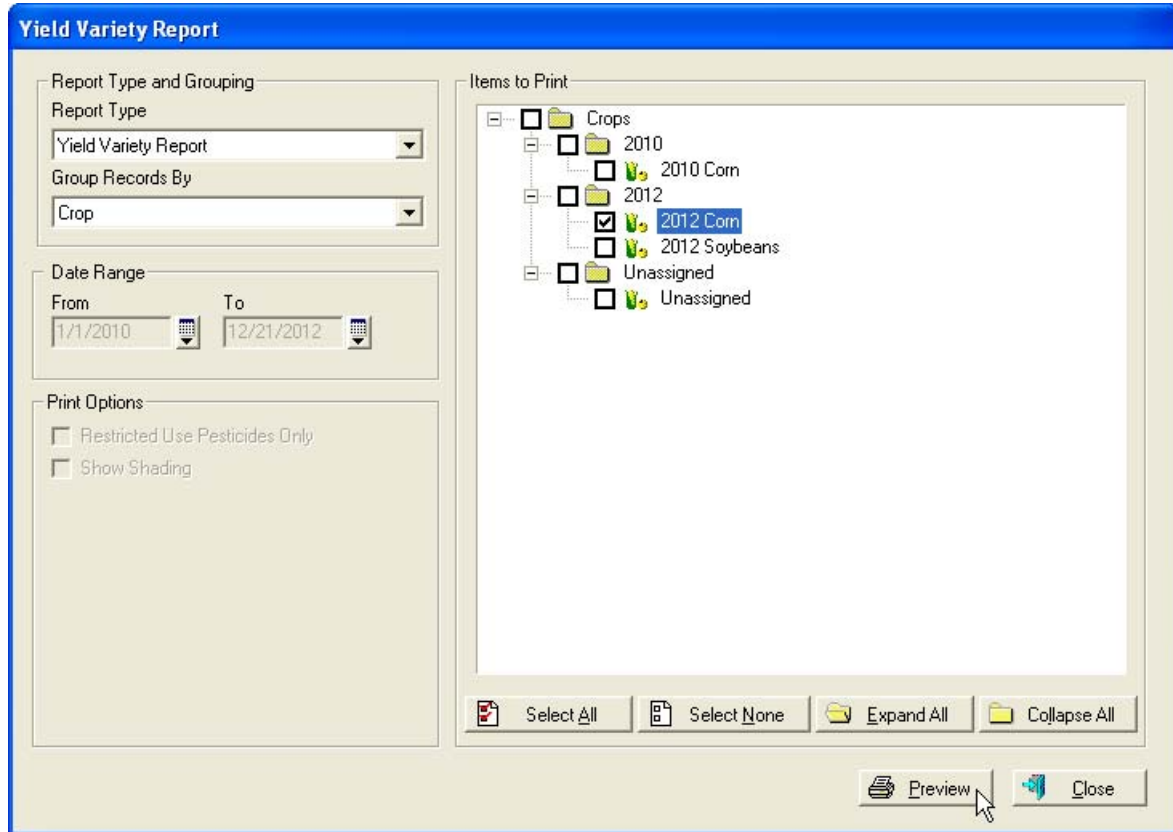 Yield Variety Report
Report Type and Grouping
Report Type
Yield Variety Report
Group Records By
Crop
Date Range
From To
1/1/2010 12/21/2012
Print Options
Restricted Use Pesticides Only
Show Shading
Items to Print
Crops
2010
2010 Corn
2012
2012 Corn
2012 Soybeans
Unassigned
Unassigned
Select All Select None Expand All Collapse All
Preview Close